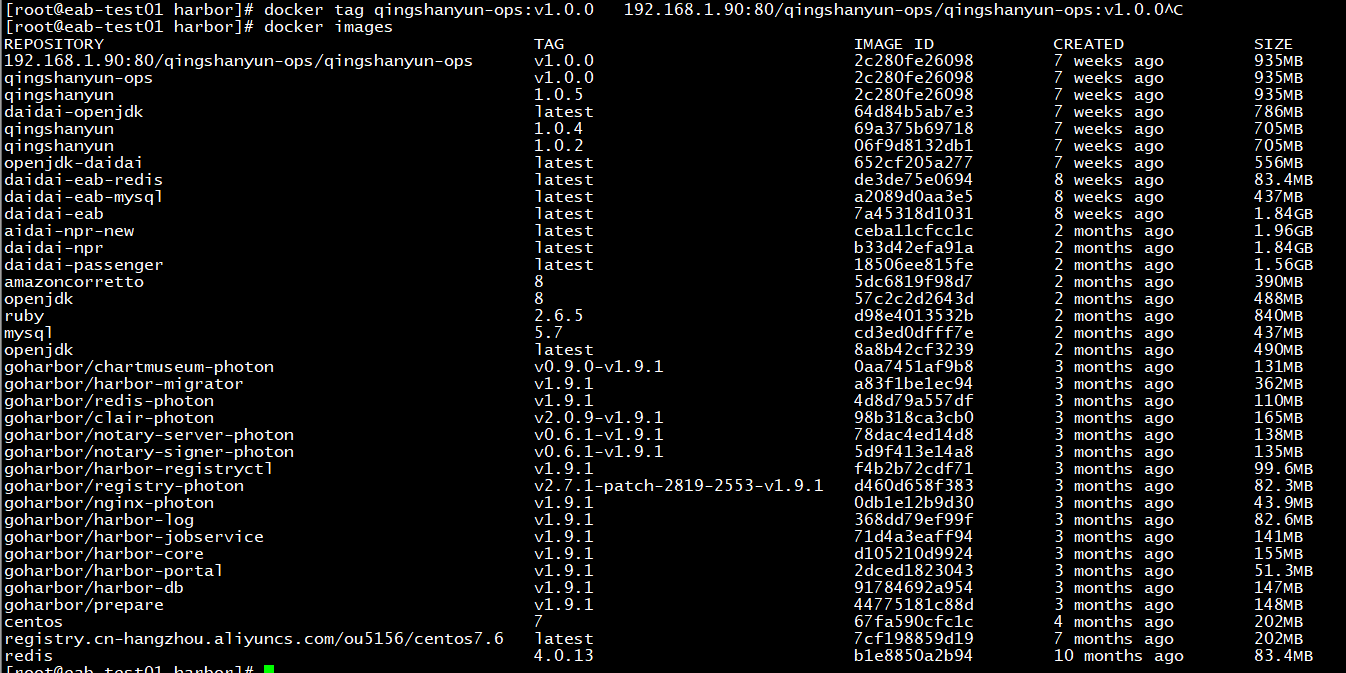 [root@eab-test01 harbor]# docker tag qingshanyun-ops:v1.0.0 192.168.1.90:80/qingshanyun-ops/qingshanyun-ops:v1.0.0^C
[root@eab-test01 harbor]# docker images
REPOSITORY TAG IMAGE ID CREATED SIZE
192.168.1.90:80/qingshanyun-ops/qingshanyun-ops v1.0.0 2c280fe26098 7 weeks ago 935MB
qingshanyun-ops v1.0.0 2c280fe26098 7 weeks ago 935MB
qingshanyun 1.0.5 2c280fe26098 7 weeks ago 935MB
daidai-openjdk latest 64d84b5ab7e3 7 weeks ago 786MB
qingshanyun 1.0.4 69a375b69718 7 weeks ago 705MB
qingshanyun 1.0.2 06f9d8132db1 7 weeks ago 705MB
openjdk-daidai latest 652cf205a277 7 weeks ago 556MB
daidai-eab-redis latest de3de75e0694 8 weeks ago 83.4MB
daidai-eab-mysql latest a2089d0aa3e5 8 weeks ago 437MB
daidai-eab latest 7a45318d1031 8 weeks ago 1.84GB
aidai-npr-new latest ceba11cfcc1c 2 months ago 1.96GB
daidai-npr latest b33d42efa91a 2 months ago 1.84GB
daidai-passenger latest 18506ee815fe 2 months ago 1.56GB
amazoncorretto 8 5dc6819f98d7 2 months ago 390MB
openjdk 8 57c2c2d2643d 2 months ago 488MB
ruby 2.6.5 d98e4013532b 2 months ago 840MB
mysql 5.7 cd3ed0dfff7e 2 months ago 437MB
openjdk latest 8a8b42cf3239 2 months ago 490MB
goharbor/chartmuseum-photon v0.9.0-v1.9.1 0aa7451af9b8 3 months ago 131MB
goharbor/harbor-migrator v1.9.1 a83f1be1ec94 3 months ago 362MB
goharbor/redis-photon v1.9.1 4d8d79a557df 3 months ago 110MB
goharbor/clair-photon v2.0.9-v1.9.1 98b318ca3cb0 3 months ago 165MB
goharbor/notary-server-photon v0.6.1-v1.9.1 78dac4ed14d8 3 months ago 138MB
goharbor/notary-signer-photon v0.6.1-v1.9.1 5d9f413e14a8 3 months ago 135MB
goharbor/harbor-registryctl v1.9.1 f4b2b72cdf71 3 months ago 99.6MB
goharbor/registry-photon v2.7.1-patch-2819-2553-v1.9.1 d460d658f383 3 months ago 82.3MB
goharbor/nginx-photon v1.9.1 0db1e12b9d30 3 months ago 43.9MB
goharbor/harbor-log v1.9.1 368dd79ef99f 3 months ago 82.6MB
goharbor/harbor-jobservice v1.9.1 71d4a3eaff94 3 months ago 141MB
goharbor/harbor-core v1.9.1 d105210d9924 3 months ago 155MB
goharbor/harbor-portal v1.9.1 2dced1823043 3 months ago 51.3MB
goharbor/harbor-db v1.9.1 91784692a954 3 months ago 147MB
goharbor/prepare v1.9.1 44775181c88d 3 months ago 148MB
centos 7 67fa590cfc1c 4 months ago 202MB
registry.cn-hangzhou.aliyuncs.com/ou5156/centos7.6 latest 7cf198859d19 7 months ago 202MB
redis 4.0.13 b1e8850a2b94 10 months ago 83.4MB
[root@eab-test01 harbor]#